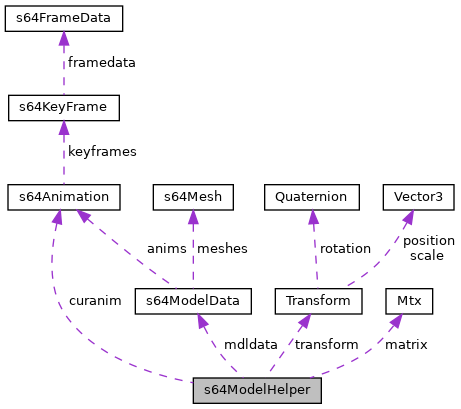 s64FrameData
framedata
s64KeyFrame
keyframes
s64Animation
s64Mesh
Quaternion
Vector3
anims
meshes
rotation
position
scale
s64ModelData
Transform
Mtx
curanim
mdldata
transform
matrix
s64ModelHelper